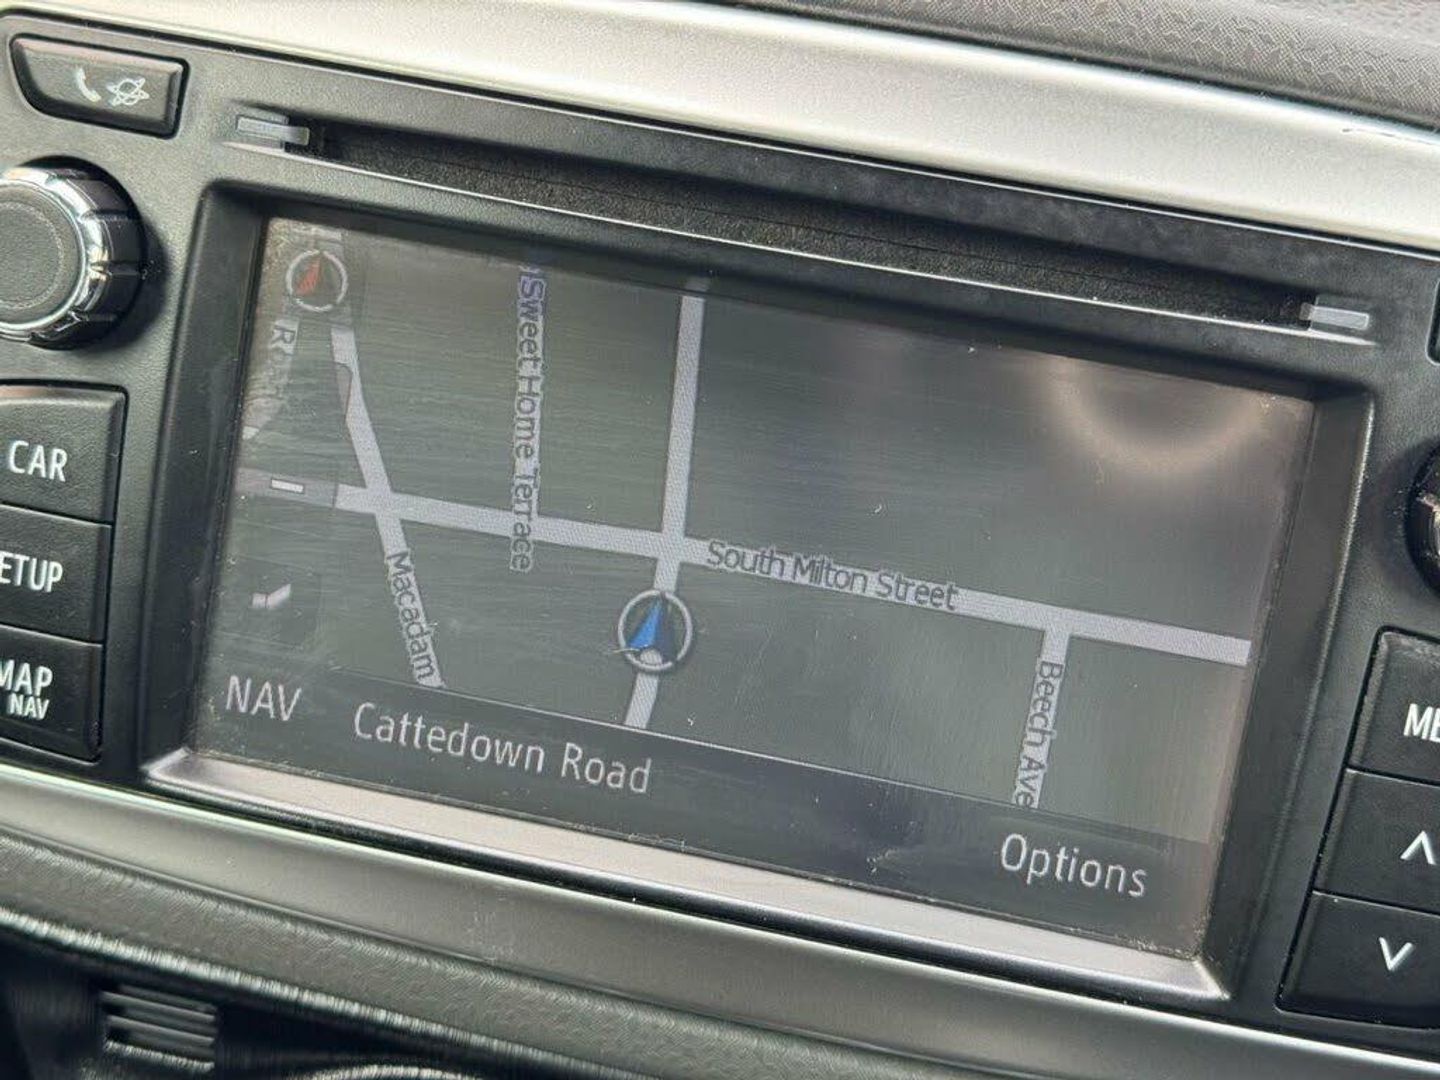 Sweet Home Terrace
South Milton Street
Macadam
Beech Ave
CAR
ETUP
MAP
NAV
NAV
Cattedown Road
Options